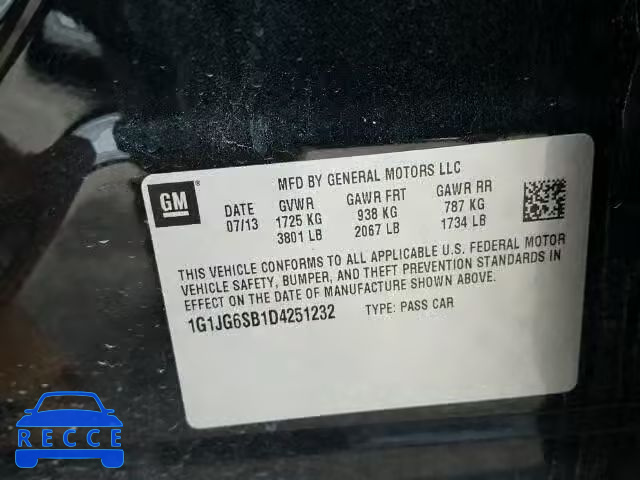 MFD BY GENERAL MOTORS LLC
GM®
DATE GVWR GAWR FRT GAWR RR
07/13 1725 KG 938 KG 787 KG
3801 LB 2067 LB 1734 LB
THIS VEHICLE CONFORMS TO ALL APPLICABLE U.S. FEDERAL MOTOR
VEHICLE SAFETY, BUMPER, AND THEFT PREVENTION STANDARDS IN
EFFECT ON THE DATE OF MANUFACTURE SHOWN ABOVE.
1G1JG6SB1D4251232 TYPE: PASS CAR
RECCE